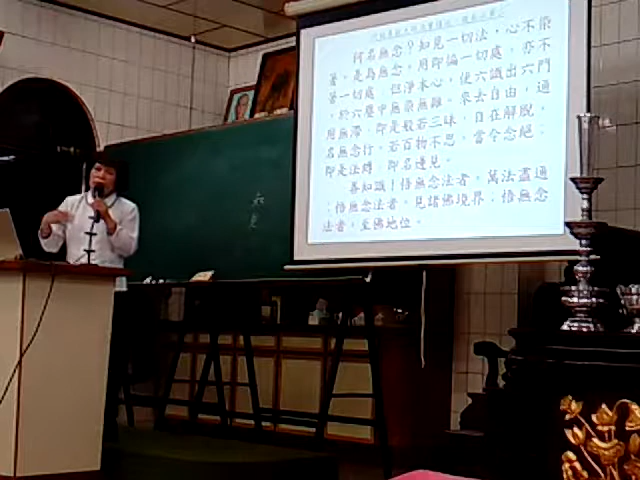 何名無念？知見一切法，心不染
著，是為無念。用即徧一切處，亦不
著一切處。但淨本心，使六識出六門
，於六塵中無染無雜，來去自由，通
用無滯，即是般若三昧，自在解脫，
名無念行。若百物不思，當令念絕，
即是法縛，即名邊見。
善知識！悟無念法者，萬法盡通
；悟無念法者，見諸佛境界；悟無念
法者，至佛地位。